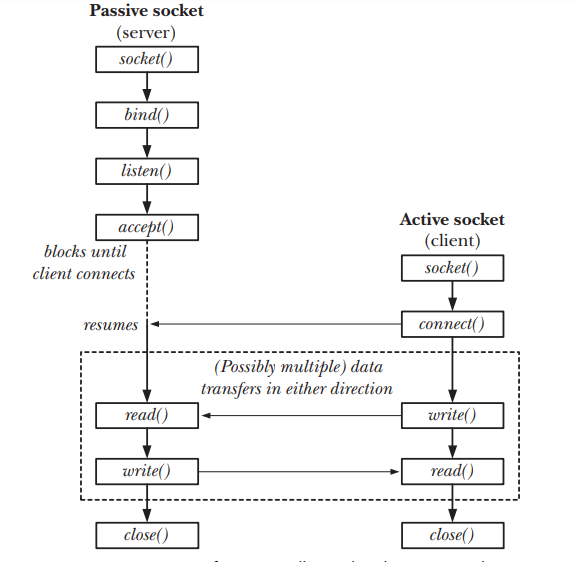 Passive socket
(server)
socket()
bind()
listen()
accept()
blocks until
client connects
resumes
Active socket
(client)
socket()
connect()
(Possibly multiple) data
transfers in either direction
read()
write()
write()
read()
close()
close()